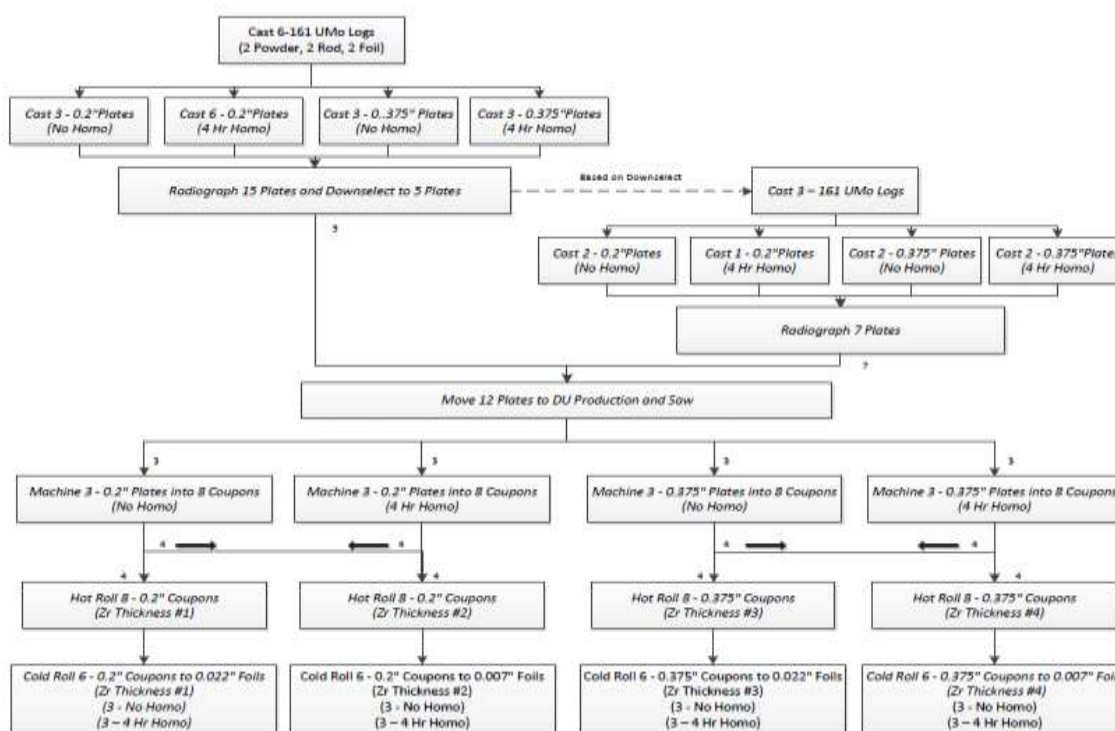 Cast 6-161 UMo Logs
(2 Powder, 2 Rod, 2 Foil)
Cast 3 - 0.2"Plates
(No Homo)
Cast 6 - 0.2"Plates
(4 Hr Homo)
Cast 3 - 0..375" Plates
(No Homo)
Cast 3 - 0.375"Plates
(4 Hr Homo)
Radiograph 15 Plates and Downselect to 5 Plates
Based on Downselect
Cast 3 – 161 UMo Logs
5
Cast 2 - 0.2"Plates
(No Homo)
Cast 1 - 0.2"Plates
(4 Hr Homo)
Cast 2 - 0.375" Plates
(No Homo)
Cast 2 - 0.375"Plates
(4 Hr Homo)
Radiograph 7 Plates
7
Move 12 Plates to DU Production and Saw
3
3
3
3
Machine 3 - 0.2" Plates into 8 Coupons
(No Homo)
Machine 3 - 0.2" Plates into 8 Coupons
(4 Hr Homo)
Machine 3 - 0.375" Plates into 8 Coupons
(No Homo)
Machine 3 - 0.375" Plates into 8 Coupons
(4 Hr Homo)
4
4
4
4
4
4
4
4
Hot Roll 8 - 0.2" Coupons
(Zr Thickness #1)
Hot Roll 8 - 0.2" Coupons
(Zr Thickness #2)
Hot Roll 8 - 0.375" Coupons
(Zr Thickness #3)
Hot Roll 8 - 0.375" Coupons
(Zr Thickness #4)
Cold Roll 6 - 0.2" Coupons to 0.022" Foils
(Zr Thickness #1)
(3 - No Homo)
(3 – 4 Hr Homo)
Cold Roll 6 - 0.2" Coupons to 0.007" Foils
(Zr Thickness #2)
(3 - No Homo)
(3 – 4 Hr Homo)
Cold Roll 6 - 0.375" Coupons to 0.022" Foils
(Zr Thickness #3)
(3 - No Homo)
(3 – 4 Hr Homo)
Cold Roll 6 - 0.375" Coupons to 0.007" Foils
(Zr Thickness #4)
(3 - No Homo)
(3 – 4 Hr Homo)